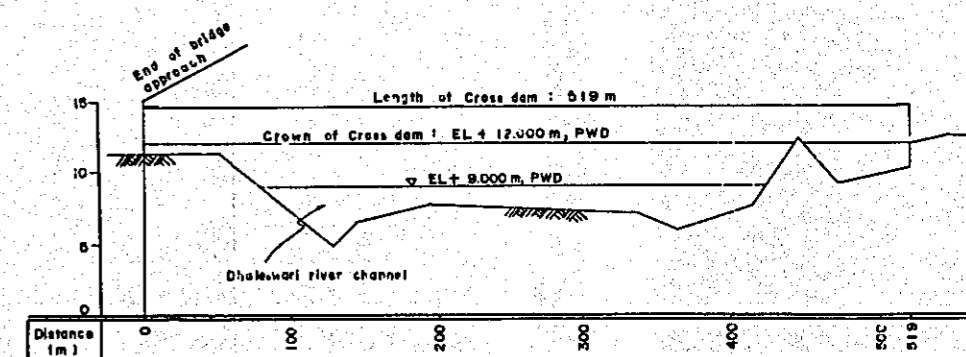 End of bridge
approach
Length of Cross dam : 519 m
15
Crown of Cross dam : EL + 12.000 m, PWD
10
▽ EL + 9.000 m, PWD
5
Dhaleswari river channel
0
Distance
(m)
0
100
200
300
400
500
519